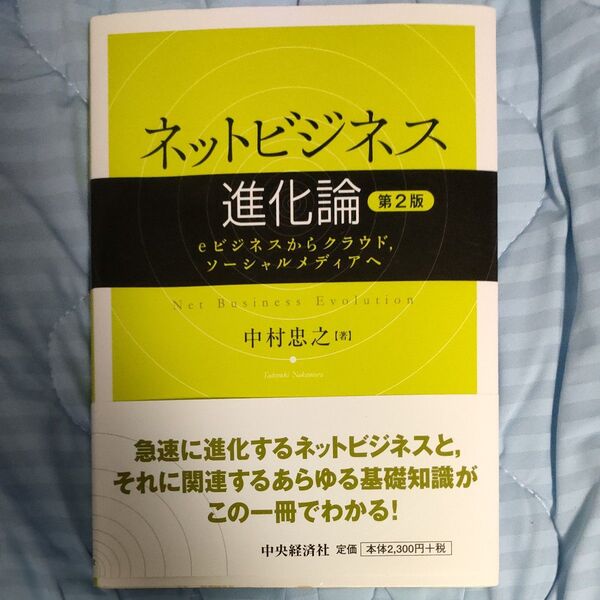 ネットビジネス
進化論 第2版
eビジネスからクラウド,
ソーシャルメディアへ
Net Business Evolution
中村忠之【著】
Tadayuki Nakamura
急速に進化するネットビジネスと,
それに関連するあらゆる基礎知識が
この一冊でわかる!
中央経済社 定価 本体2,300円+税